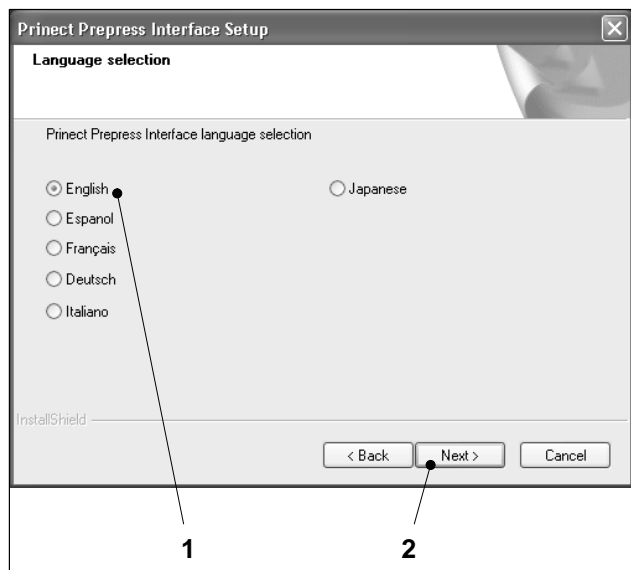 Prinect Prepress Interface Setup
Language selection
Prinect Prepress Interface language selection
English
Japanese
Espanol
Français
Deutsch
Italiano
InstallShield
< Back
Next >
Cancel
1
2